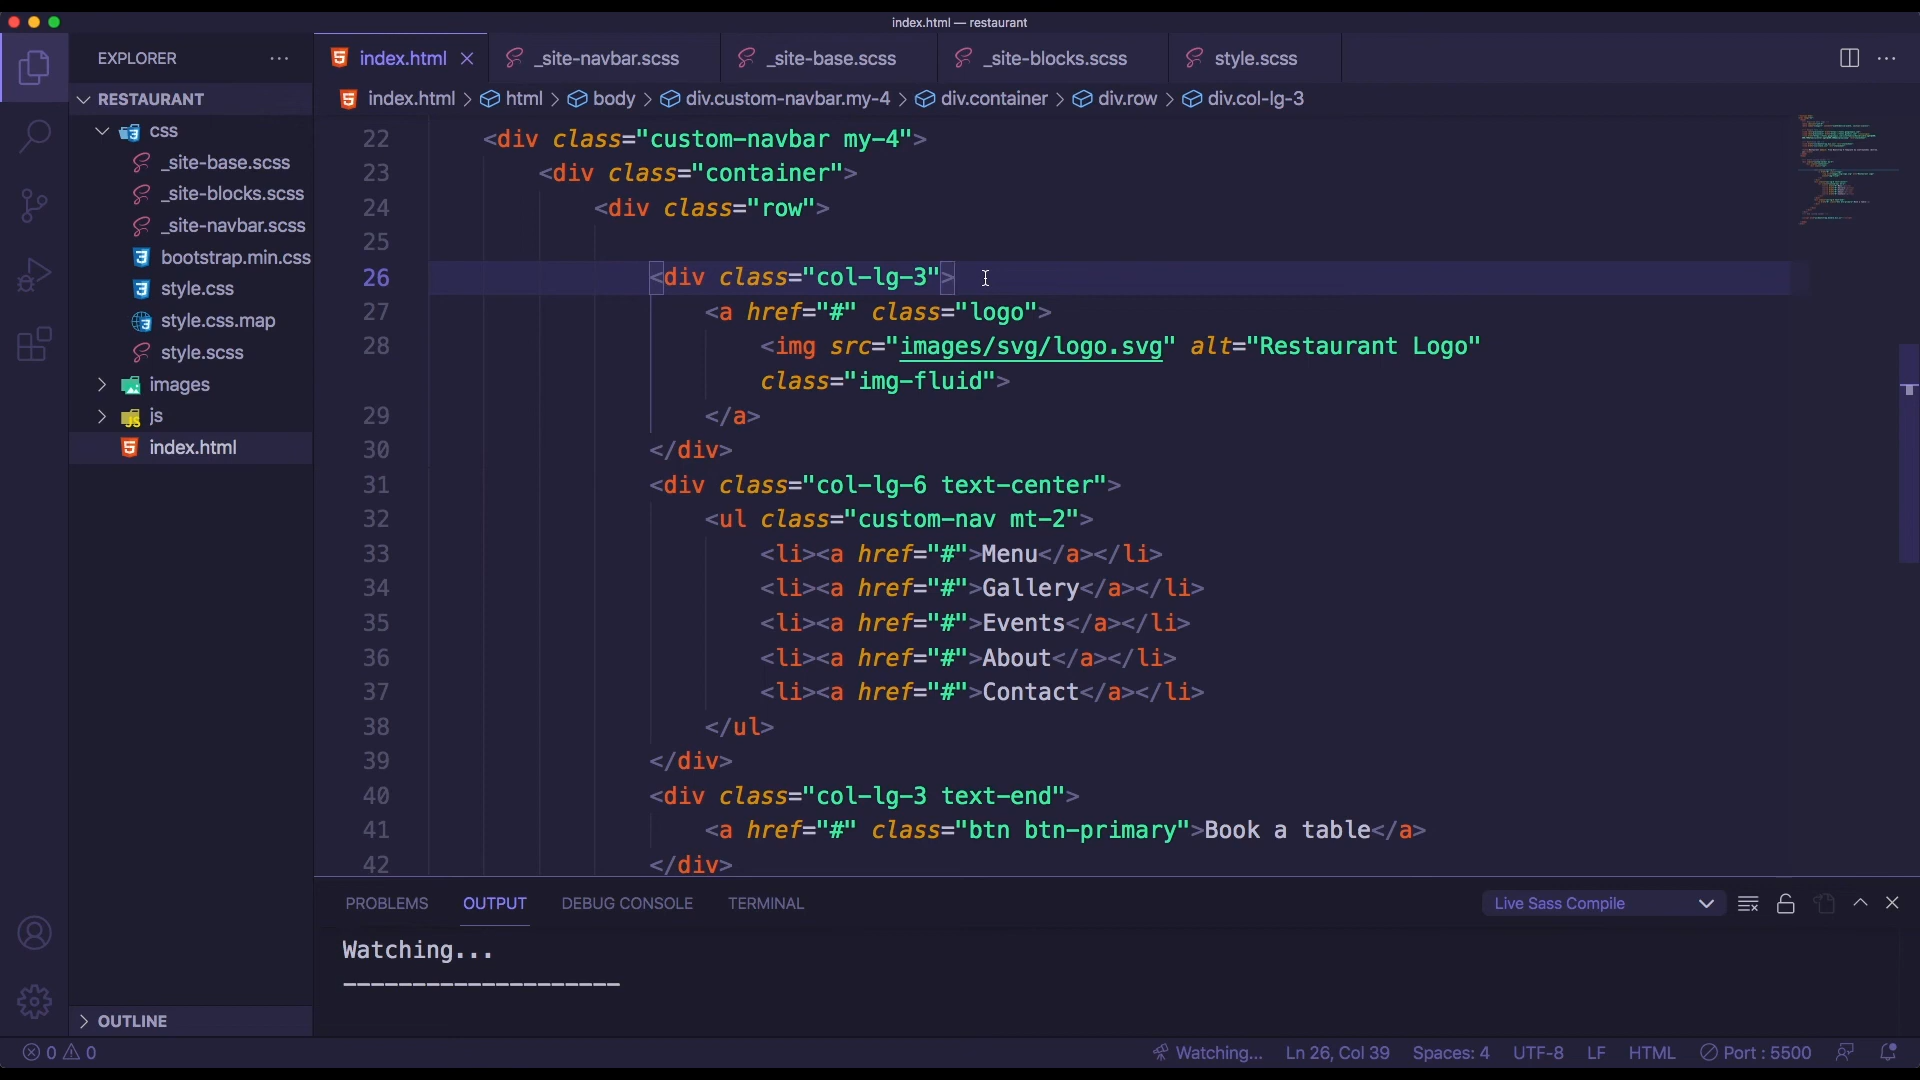 index.html — restaurant
EXPLORER
index.html
_site-navbar.scss
_site-base.scss
_site-blocks.scss
style.scss
RESTAURANT
index.html > html > body > div.custom-navbar.my-4 > div.container > div.row > div.col-lg-3
css
_site-base.scss
_site-blocks.scss
_site-navbar.scss
bootstrap.min.css
style.css
style.css.map
style.scss
images
js
index.html
OUTLINE
22 <div class="custom-navbar my-4">
23 <div class="container">
24 <div class="row">
25
26 <div class="col-lg-3">
27 <a href="#" class="logo">
28 <img src="images/svg/logo.svg" alt="Restaurant Logo"
class="img-fluid">
29 </a>
30 </div>
31 <div class="col-lg-6 text-center">
32 <ul class="custom-nav mt-2">
33 <li><a href="#">Menu</a></li>
34 <li><a href="#">Gallery</a></li>
35 <li><a href="#">Events</a></li>
36 <li><a href="#">About</a></li>
37 <li><a href="#">Contact</a></li>
38 </ul>
39 </div>
40 <div class="col-lg-3 text-end">
41 <a href="#" class="btn btn-primary">Book a table</a>
42 </div>
PROBLEMS OUTPUT DEBUG CONSOLE TERMINAL
Live Sass Compile
Watching...
--------------------
0 0
Watching... Ln 26, Col 39 Spaces: 4 UTF-8 LF HTML Port : 5500